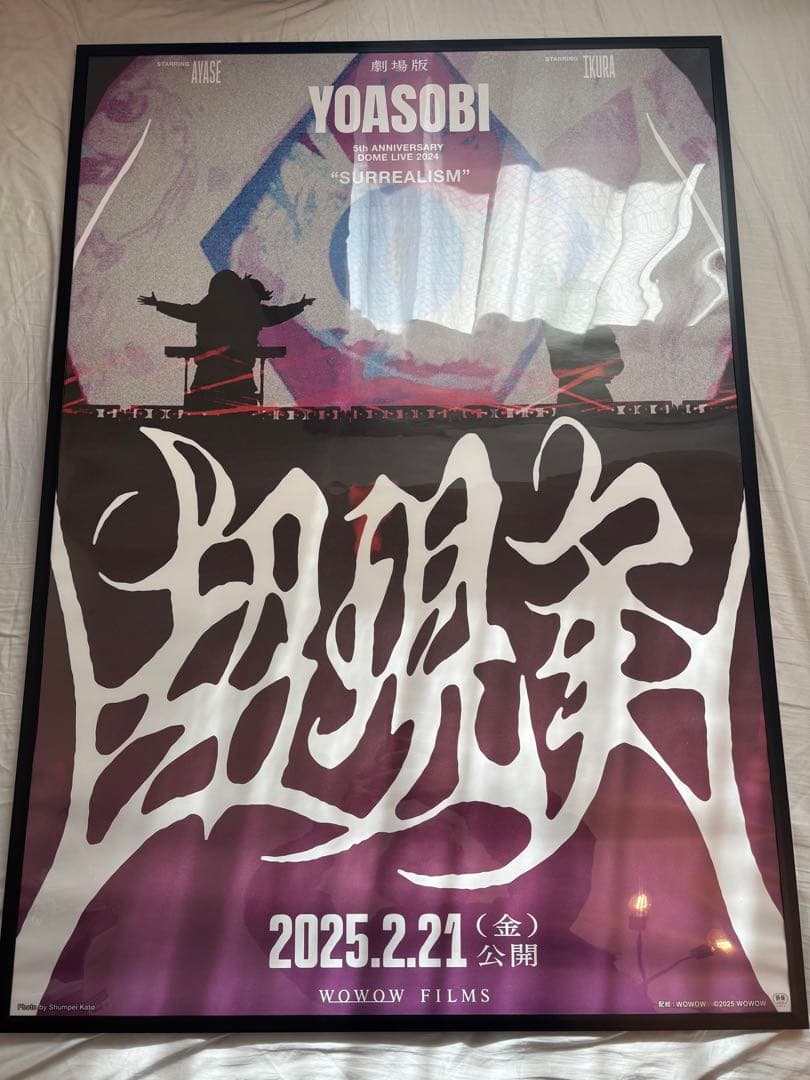 STARRING AYASE
劇場版
STARRING IKURA
YOASOBI
5th ANNIVERSARY
DOME LIVE 2024
“SURREALISM”
超現実
2025.2.21（金）公開
WOWOW FILMS
Photo by Shumpei Kato
配給：WOWOW ©2025 WOWOW